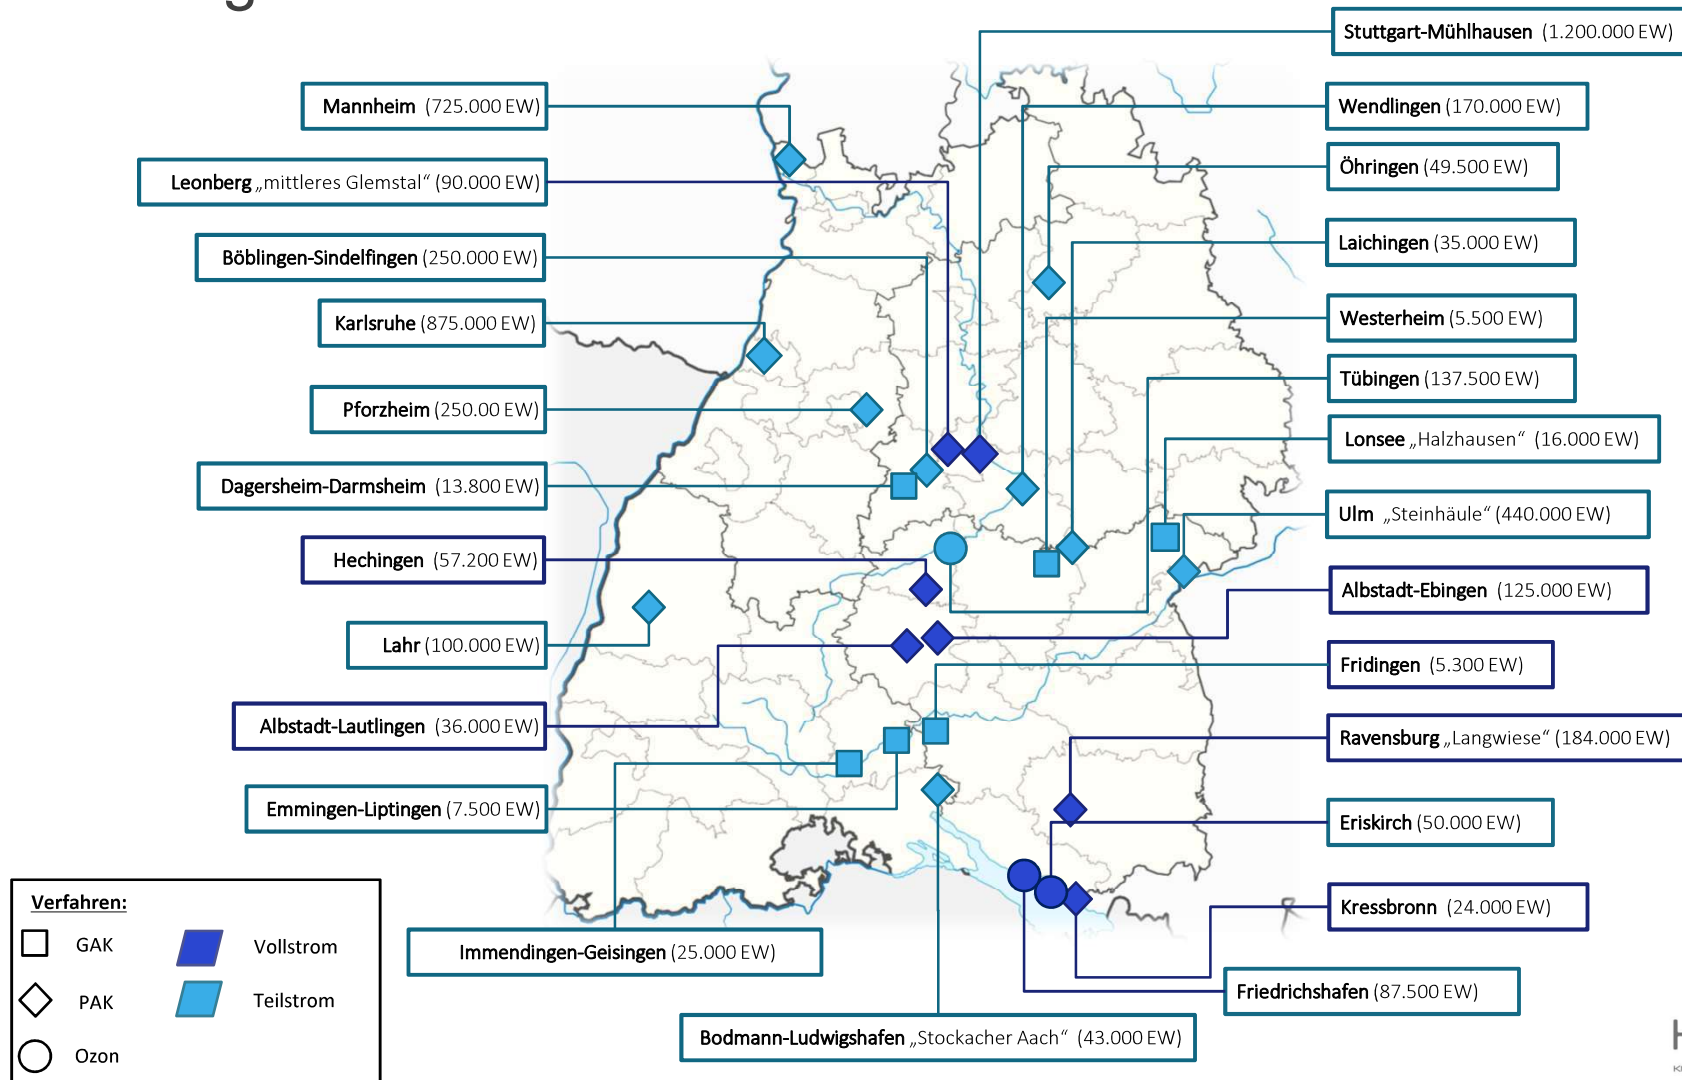 Mannheim (725.000 EW)
Leonberg „mittleres Glemstal“ (90.000 EW)
Böblingen-Sindelfingen (250.000 EW)
Karlsruhe (875.000 EW)
Pforzheim (250.00 EW)
Dagersheim-Darmsheim (13.800 EW)
Hechingen (57.200 EW)
Lahr (100.000 EW)
Albstadt-Lautlingen (36.000 EW)
Emmingen-Liptingen (7.500 EW)
Immendingen-Geisingen (25.000 EW)
Bodmann-Ludwigshafen „Stockacher Aach“ (43.000 EW)
Stuttgart-Mühlhausen (1.200.000 EW)
Wendlingen (170.000 EW)
Öhringen (49.500 EW)
Laichingen (35.000 EW)
Westerheim (5.500 EW)
Tübingen (137.500 EW)
Lonsee „Halzhausen“ (16.000 EW)
Ulm „Steinhäule“ (440.000 EW)
Albstadt-Ebingen (125.000 EW)
Fridingen (5.300 EW)
Ravensburg „Langwiese“ (184.000 EW)
Eriskirch (50.000 EW)
Kressbronn (24.000 EW)
Friedrichshafen (87.500 EW)
Verfahren:
GAK
Vollstrom
PAK
Teilstrom
Ozon